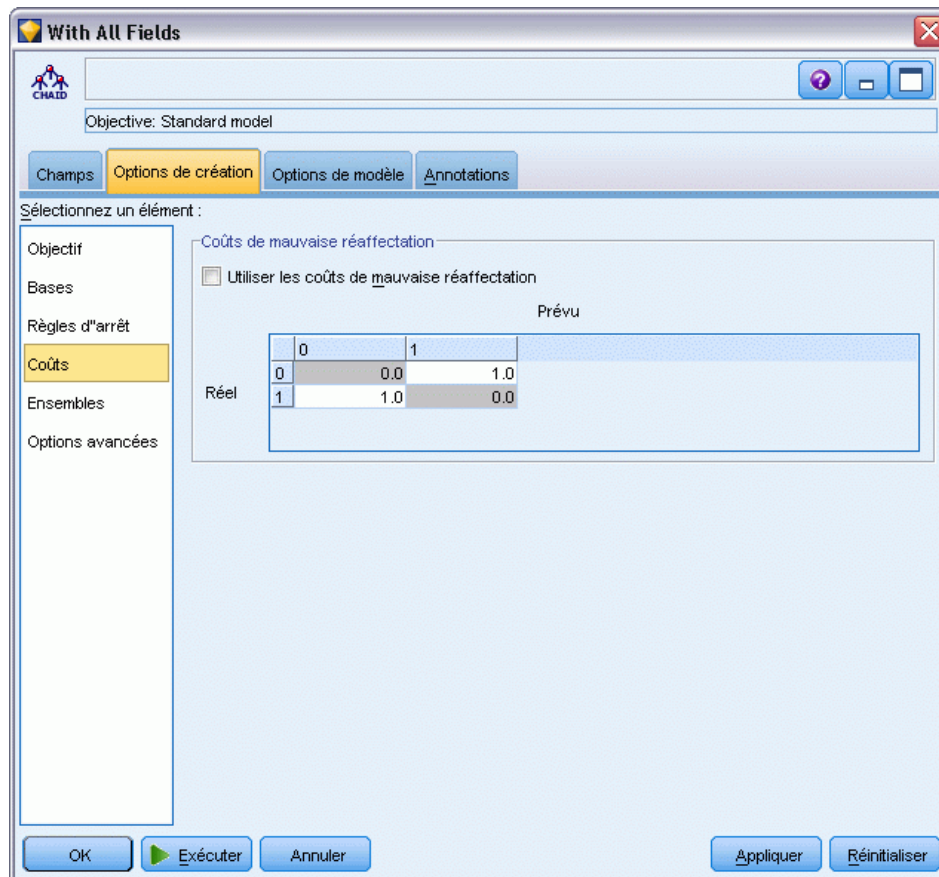 With All Fields
CHAID
?
Objective: Standard model
Champs Options de création Options de modèle Annotations
Sélectionnez un élément :
Objectif
Bases
Règles d"arrêt
Coûts
Ensembles
Options avancées
Coûts de mauvaise réaffectation
Utiliser les coûts de mauvaise réaffectation
Prévu
0 1
Réel
0 0.0 1.0
1 1.0 0.0
OK Exécuter Annuler Appliquer Réinitialiser